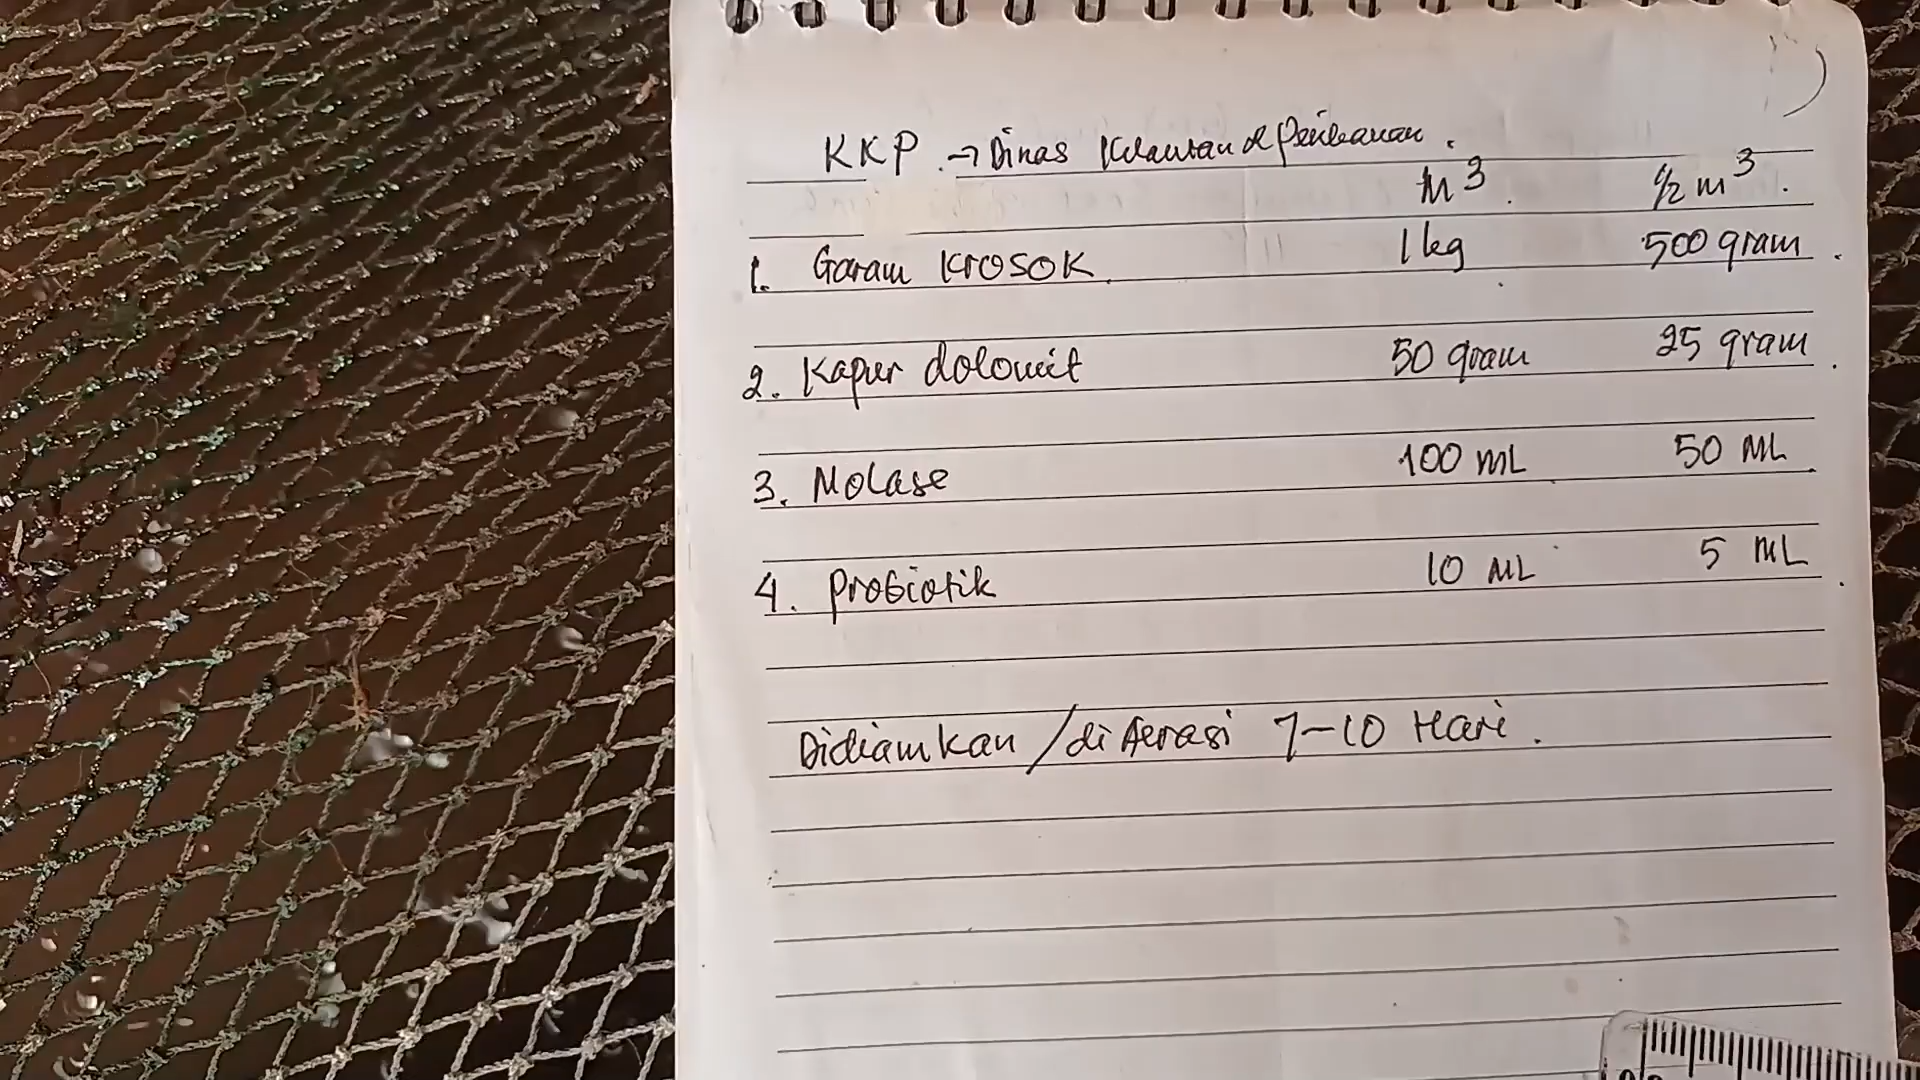 KKP → Dinas Kelautan & Perikanan.
M³. ½ m³.
1. Garam Krosok 1 kg 500 gram.
2. Kapur dolomit 50 gram 25 gram.
3. Molase 100 mL 50 mL
4. Probiotik 10 mL 5 mL.
Didiamkan/di Aerasi 7-10 Hari.